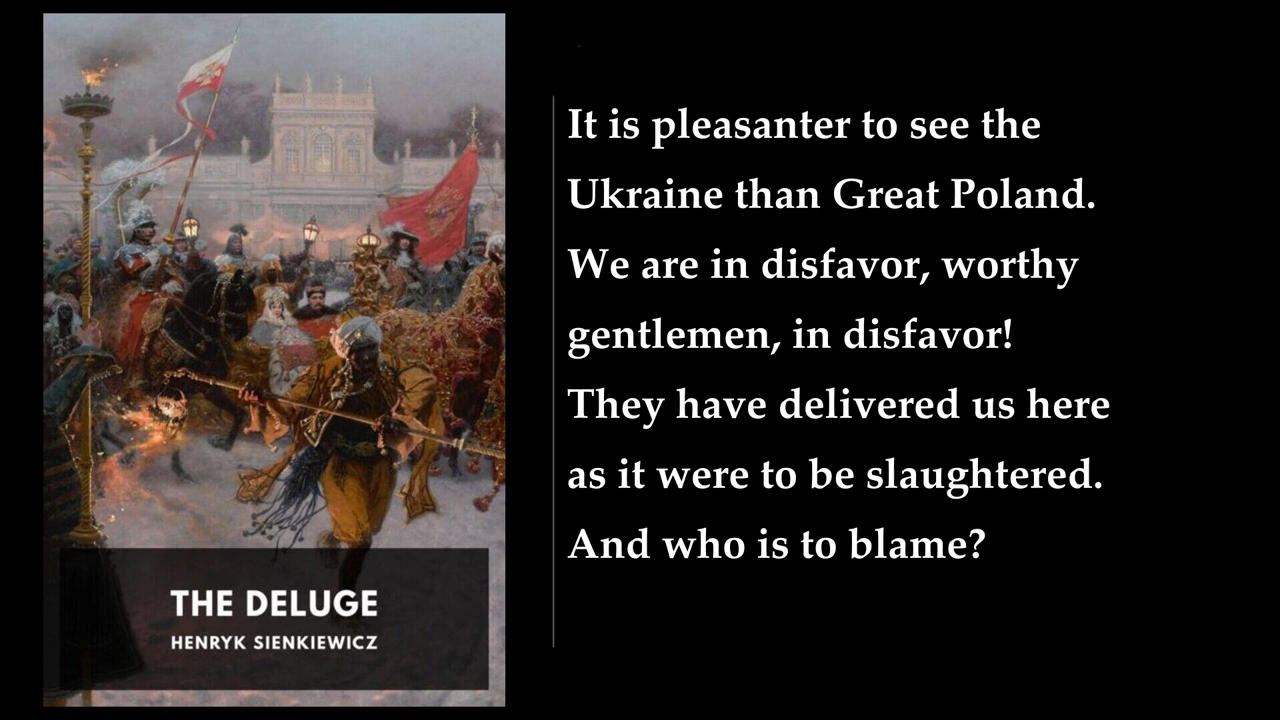 It is pleasanter to see the
Ukraine than Great Poland.
We are in disfavor, worthy
gentlemen, in disfavor!
They have delivered us here
as it were to be slaughtered.
And who is to blame?
THE DELUGE
HENRYK SIENKIEWICZ